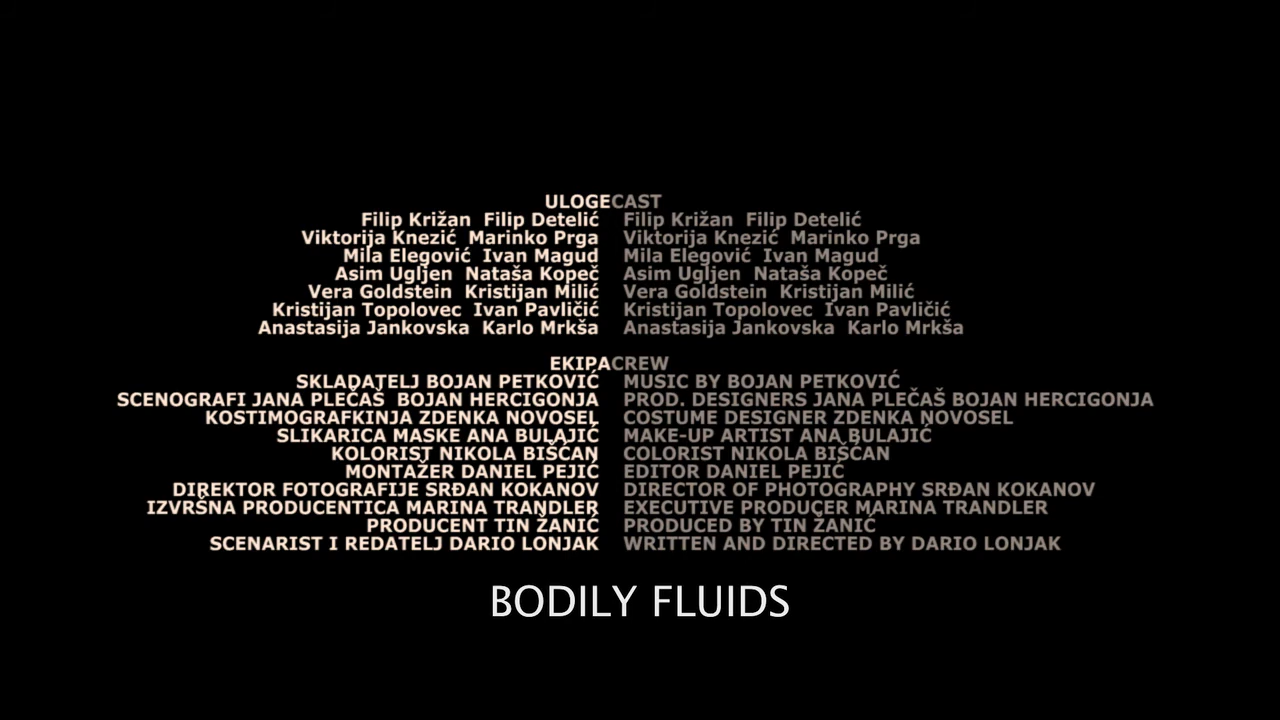 ULOGECAST
Filip Križan Filip Detelić Filip Križan Filip Detelić
Viktorija Knezić Marinko Prga Viktorija Knezić Marinko Prga
Mila Elegović Ivan Magud Mila Elegović Ivan Magud
Asim Ugljen Nataša Kopeč Asim Ugljen Nataša Kopeč
Vera Goldstein Kristijan Milić Vera Goldstein Kristijan Milić
Kristijan Topolovec Ivan Pavličić Kristijan Topolovec Ivan Pavličić
Anastasija Jankovska Karlo Mrkša Anastasija Jankovska Karlo Mrkša
EKIPACREW
SKLADATELJ BOJAN PETKOVIĆ MUSIC BY BOJAN PETKOVIĆ
SCENOGRAFI JANA PLEČAŠ BOJAN HERCIGONJA PROD. DESIGNERS JANA PLEČAŠ BOJAN HERCIGONJA
KOSTIMOGRAFKINJA ZDENKA NOVOSEL COSTUME DESIGNER ZDENKA NOVOSEL
SLIKARICA MASKE ANA BULAJIĆ MAKE-UP ARTIST ANA BULAJIĆ
KOLORIST NIKOLA BIŠĆAN COLORIST NIKOLA BIŠĆAN
MONTAŽER DANIEL PEJIĆ EDITOR DANIEL PEJIĆ
DIREKTOR FOTOGRAFIJE SRĐAN KOKANOV DIRECTOR OF PHOTOGRAPHY SRĐAN KOKANOV
IZVRŠNA PRODUCENTICA MARINA TRANDLER EXECUTIVE PRODUCER MARINA TRANDLER
PRODUCENT TIN ŽANIĆ PRODUCED BY TIN ŽANIĆ
SCENARIST I REDATELJ DARIO LONJAK WRITTEN AND DIRECTED BY DARIO LONJAK
BODILY FLUIDS